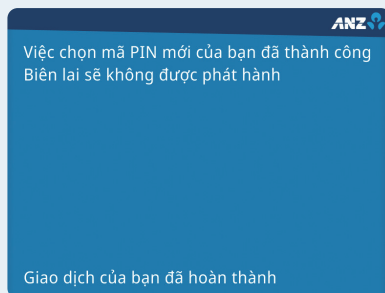 ANZ
Việc chọn mã PIN mới của bạn đã thành công
Biên lai sẽ không được phát hành
Giao dịch của bạn đã hoàn thành